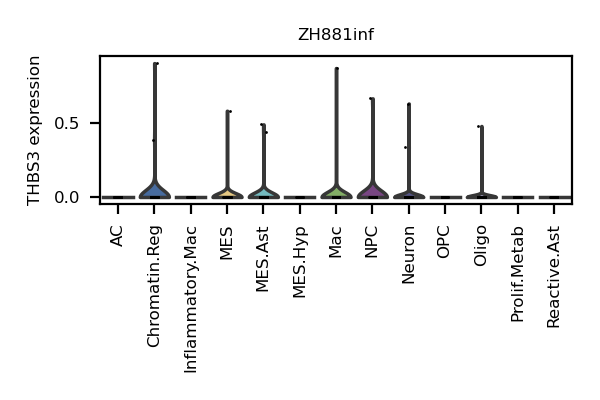 ZH881inf
THBS3 expression
0.5
0.0
AC
Chromatin.Reg
Inflammatory.Mac
MES
MES.Ast
MES.Hyp
Mac
NPC
Neuron
OPC
Oligo
Prolif.Metab
Reactive.Ast